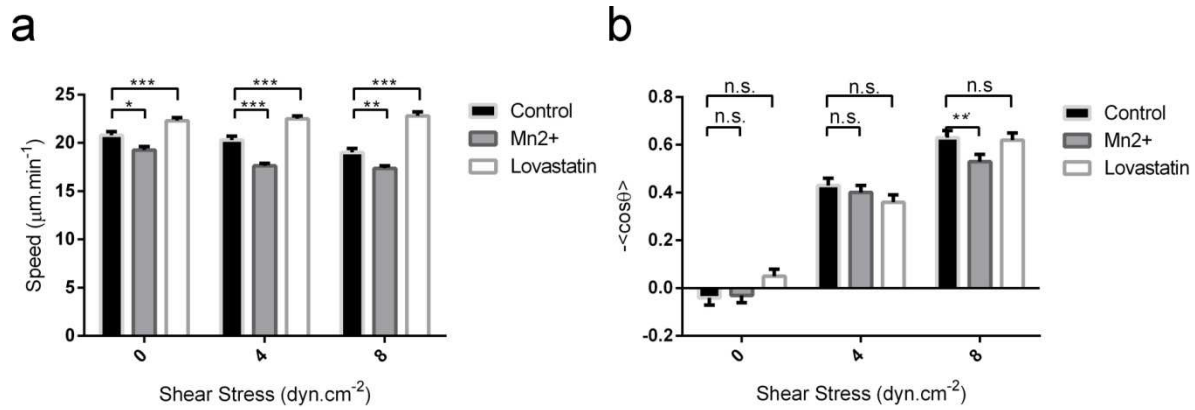 a
***
*
***
***
***
**
25
20
15
10
5
0
Speed (μm.min⁻¹)
0 4 8
Shear Stress (dyn.cm⁻²)
Control
Mn2+
Lovastatin
b
n.s.
n.s.
n.s.
n.s.
n.s
**
0.8
0.6
0.4
0.2
0.0
-0.2
-<cosθ>
0 4 8
Shear Stress (dyn.cm⁻²)
Control
Mn2+
Lovastatin